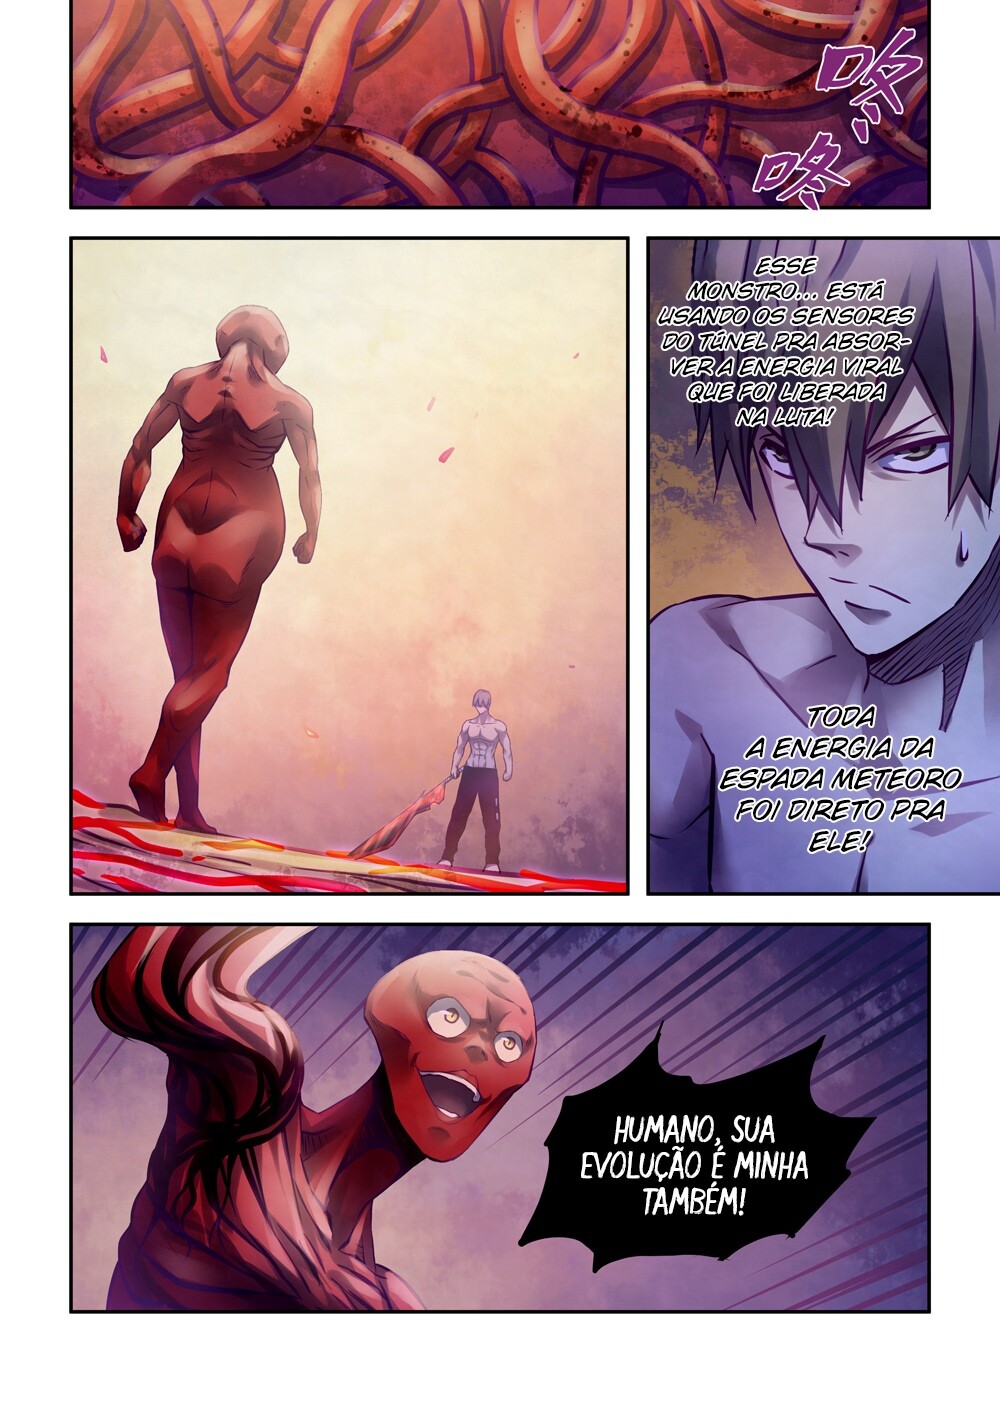 咚
咚
ESSE
MONSTRO... ESTÁ
USANDO OS SENSORES
DO TÚNEL PRA ABSOR-
VER A ENERGIA VIRAL
QUE FOI LIBERADA
NA LUTA!
TODA
A ENERGIA DA
ESPADA METEORO
FOI DIRETO PRA
ELE!
HUMANO, SUA
EVOLUÇÃO É MINHA
TAMBÉM!